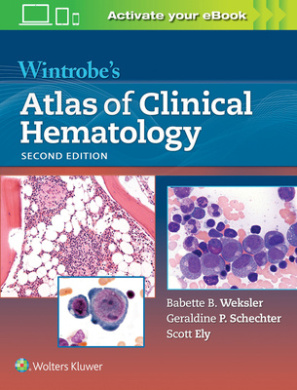 Activate your eBook
Wintrobe's
Atlas of Clinical
Hematology
SECOND EDITION
Babette B. Weksler
Geraldine P. Schechter
Scott Ely
Wolters Kluwer